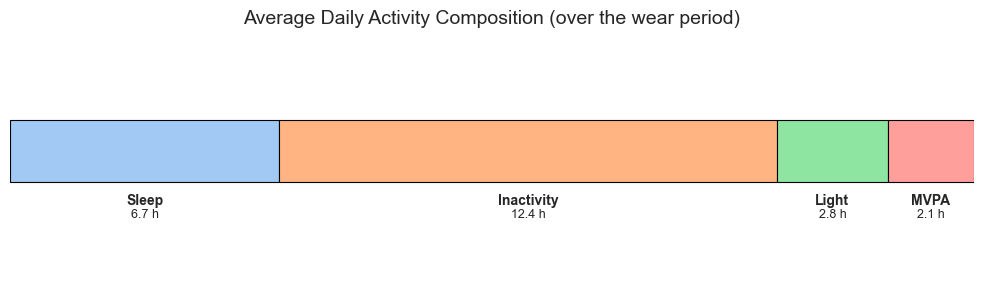 Average Daily Activity Composition (over the wear period)
Sleep
6.7 h
Inactivity
12.4 h
Light
2.8 h
MVPA
2.1 h